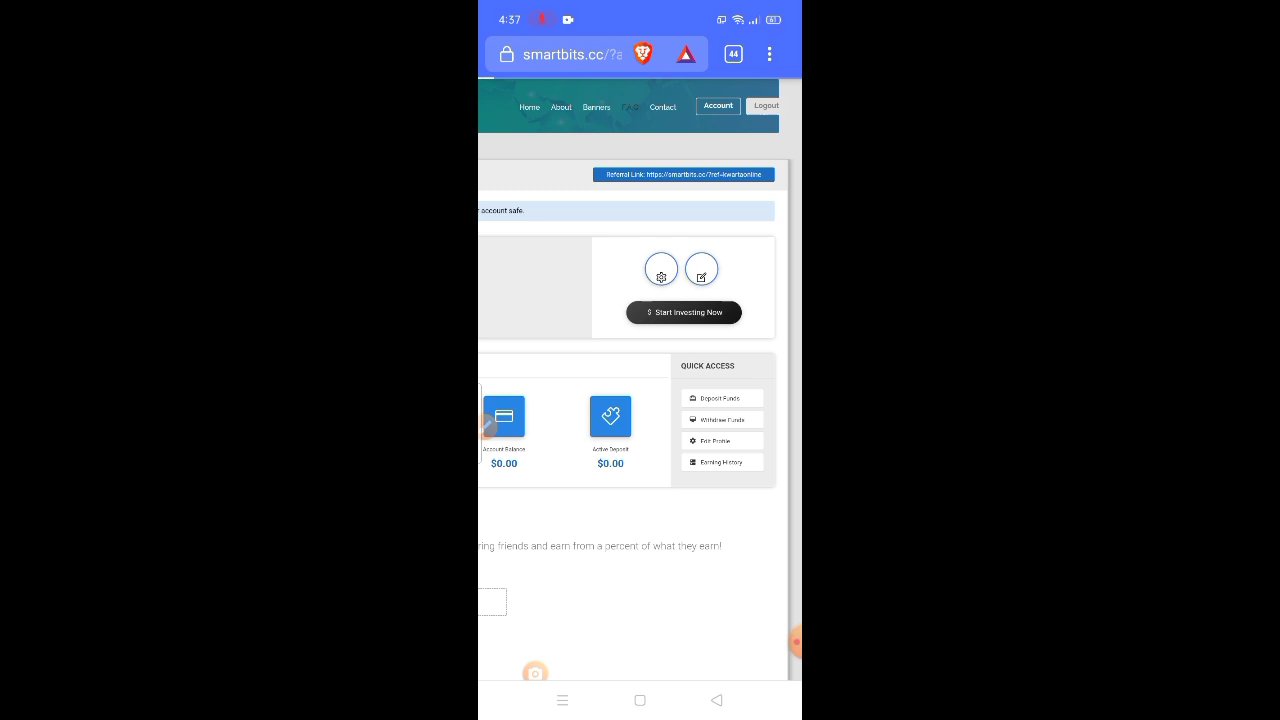 4:37
61
smartbits.cc/?a
44
Home About Banners F.A.Q Contact Account Logout
Referral Link: https://smartbits.cc/?ref=kwartaonline
account safe.
$ Start Investing Now
QUICK ACCESS
Deposit Funds
Withdraw Funds
Edit Profile
Earning History
Account Balance
$0.00
Active Deposit
$0.00
ring friends and earn from a percent of what they earn!